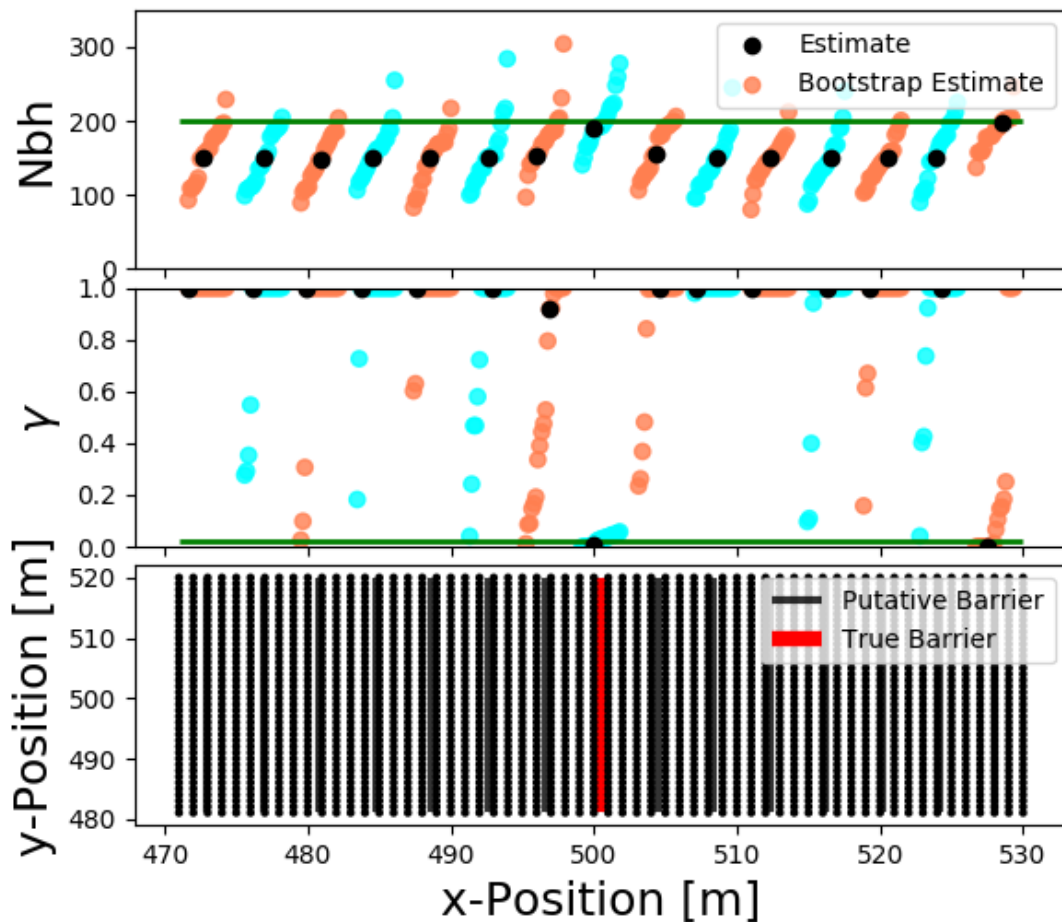 300
200
100
0
Nbh
Estimate
Bootstrap Estimate
1.0
0.8
0.6
0.4
0.2
0.0
γ
520
510
500
490
480
y-Position [m]
Putative Barrier
True Barrier
470 480 490 500 510 520 530
x-Position [m]